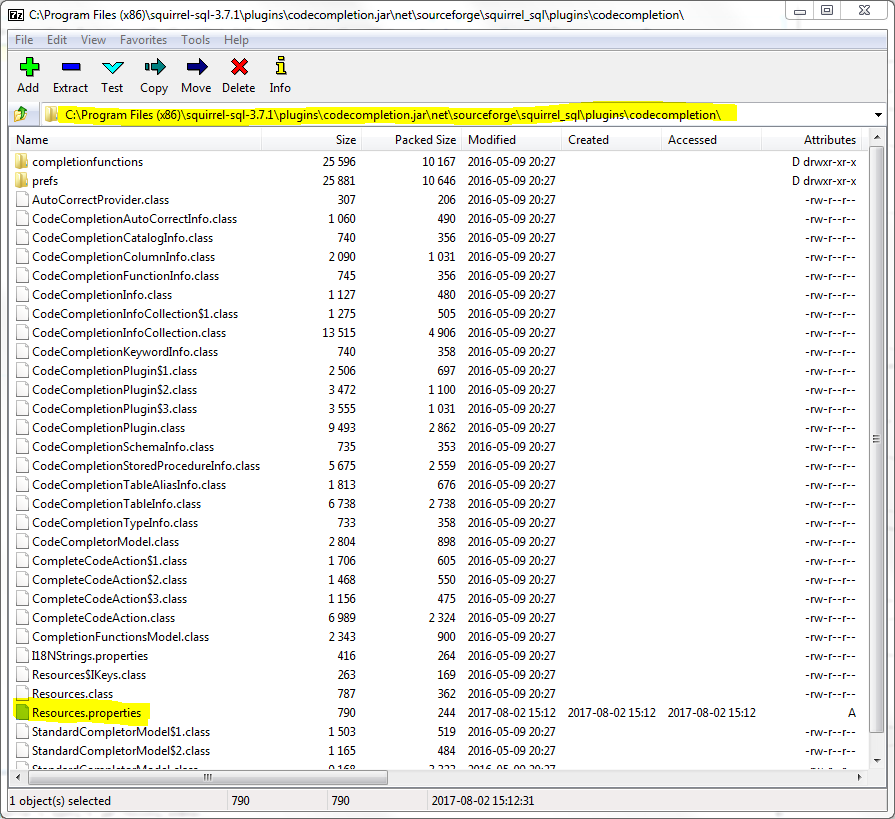 7z C:\Program Files (x86)\squirrel-sql-3.7.1\plugins\codecompletion.jar\net\sourceforge\squirrel_sql\plugins\codecompletion\
File Edit View Favorites Tools Help
Add Extract Test Copy Move Delete Info
C:\Program Files (x86)\squirrel-sql-3.7.1\plugins\codecompletion.jar\net\sourceforge\squirrel_sql\plugins\codecompletion\
Name Size Packed Size Modified Created Accessed Attributes
completionfunctions 25 596 10 167 2016-05-09 20:27 D drwxr-xr-x
prefs 25 881 10 646 2016-05-09 20:27 D drwxr-xr-x
AutoCorrectProvider.class 307 206 2016-05-09 20:27 -rw-r--r--
CodeCompletionAutoCorrectInfo.class 1 060 490 2016-05-09 20:27 -rw-r--r--
CodeCompletionCatalogInfo.class 740 356 2016-05-09 20:27 -rw-r--r--
CodeCompletionColumnInfo.class 2 090 1 031 2016-05-09 20:27 -rw-r--r--
CodeCompletionFunctionInfo.class 745 356 2016-05-09 20:27 -rw-r--r--
CodeCompletionInfo.class 1 127 480 2016-05-09 20:27 -rw-r--r--
CodeCompletionInfoCollection$1.class 1 275 505 2016-05-09 20:27 -rw-r--r--
CodeCompletionInfoCollection.class 13 515 4 906 2016-05-09 20:27 -rw-r--r--
CodeCompletionKeywordInfo.class 740 358 2016-05-09 20:27 -rw-r--r--
CodeCompletionPlugin$1.class 2 506 697 2016-05-09 20:27 -rw-r--r--
CodeCompletionPlugin$2.class 3 472 1 100 2016-05-09 20:27 -rw-r--r--
CodeCompletionPlugin$3.class 3 555 1 031 2016-05-09 20:27 -rw-r--r--
CodeCompletionPlugin.class 9 493 2 862 2016-05-09 20:27 -rw-r--r--
CodeCompletionSchemaInfo.class 735 353 2016-05-09 20:27 -rw-r--r--
CodeCompletionStoredProcedureInfo.class 5 675 2 559 2016-05-09 20:27 -rw-r--r--
CodeCompletionTableAliasInfo.class 1 813 676 2016-05-09 20:27 -rw-r--r--
CodeCompletionTableInfo.class 6 738 2 738 2016-05-09 20:27 -rw-r--r--
CodeCompletionTypeInfo.class 733 358 2016-05-09 20:27 -rw-r--r--
CodeCompletorModel.class 2 804 898 2016-05-09 20:27 -rw-r--r--
CompleteCodeAction$1.class 1 706 605 2016-05-09 20:27 -rw-r--r--
CompleteCodeAction$2.class 1 468 550 2016-05-09 20:27 -rw-r--r--
CompleteCodeAction$3.class 1 156 475 2016-05-09 20:27 -rw-r--r--
CompleteCodeAction.class 6 989 2 324 2016-05-09 20:27 -rw-r--r--
CompletionFunctionsModel.class 2 343 900 2016-05-09 20:27 -rw-r--r--
I18NStrings.properties 416 264 2016-05-09 20:27 -rw-r--r--
Resources$IKeys.class 263 169 2016-05-09 20:27 -rw-r--r--
Resources.class 787 362 2016-05-09 20:27 -rw-r--r--
Resources.properties 790 244 2017-08-02 15:12 2017-08-02 15:12 2017-08-02 15:12 A
StandardCompletorModel$1.class 1 503 519 2016-05-09 20:27 -rw-r--r--
StandardCompletorModel$2.class 1 165 484 2016-05-09 20:27 -rw-r--r--
StandardCompletorModel.class 2016-05-09 20:27 -rw-r--r--
1 object(s) selected 790 790 2017-08-02 15:12:31